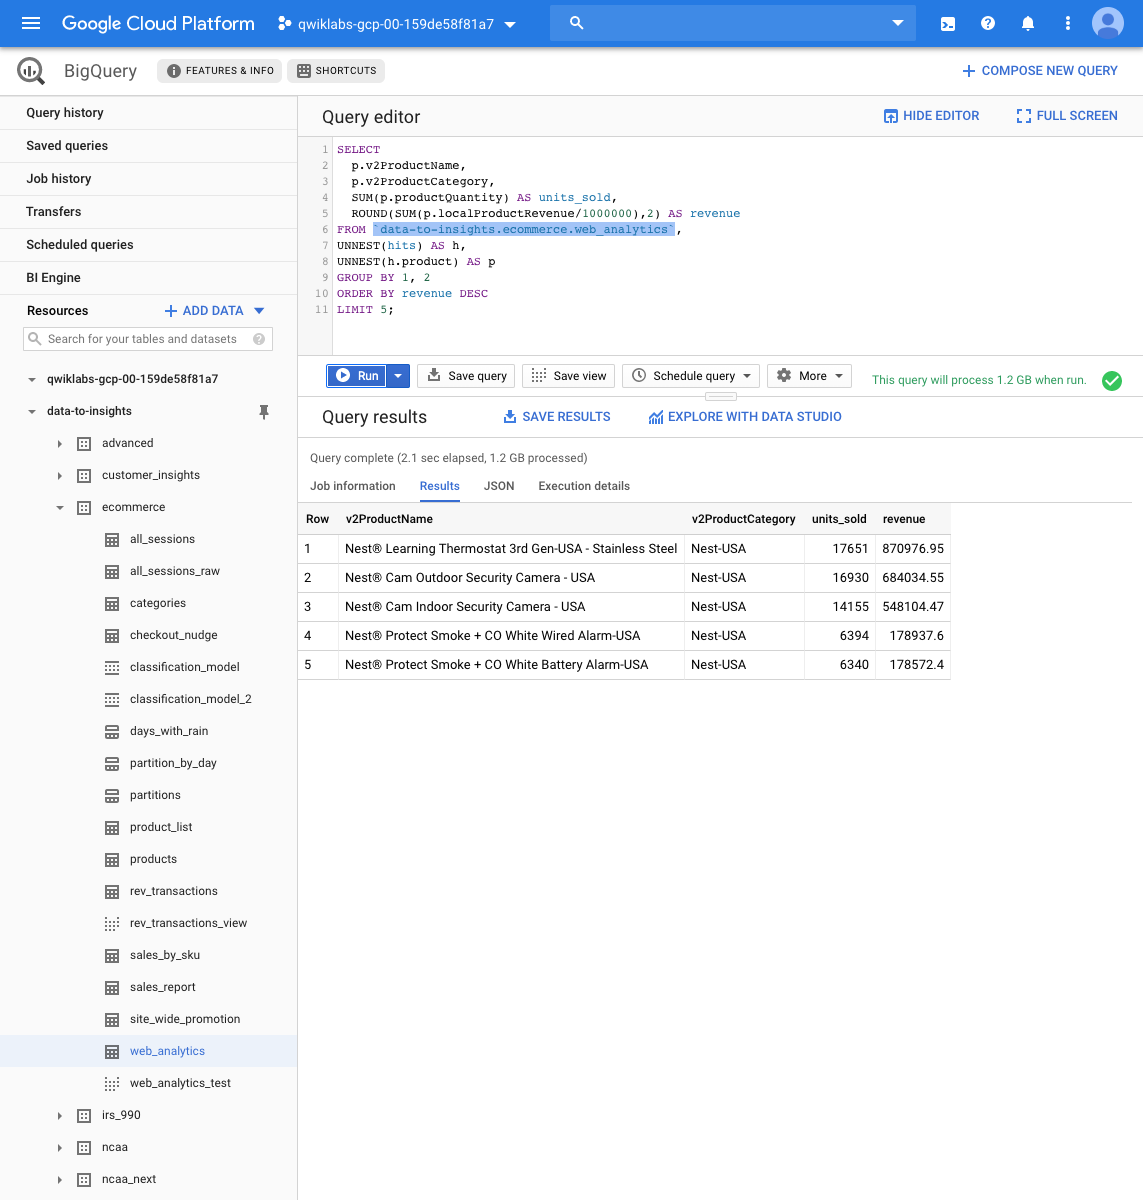 Google Cloud Platform
qwiklabs-gcp-00-159de58f81a7
BigQuery
FEATURES & INFO
SHORTCUTS
COMPOSE NEW QUERY
Query history
Saved queries
Job history
Transfers
Scheduled queries
BI Engine
Resources
ADD DATA
Search for your tables and datasets
qwiklabs-gcp-00-159de58f81a7
data-to-insights
advanced
customer_insights
ecommerce
all_sessions
all_sessions_raw
categories
checkout_nudge
classification_model
classification_model_2
days_with_rain
partition_by_day
partitions
product_list
products
rev_transactions
rev_transactions_view
sales_by_sku
sales_report
site_wide_promotion
web_analytics
web_analytics_test
irs_990
ncaa
ncaa_next
Query editor
HIDE EDITOR
FULL SCREEN
1 SELECT
2 p.v2ProductName,
3 p.v2ProductCategory,
4 SUM(p.productQuantity) AS units_sold,
5 ROUND(SUM(p.localProductRevenue/1000000),2) AS revenue
6 FROM `data-to-insights.ecommerce.web_analytics`,
7 UNNEST(hits) AS h,
8 UNNEST(h.product) AS p
9 GROUP BY 1, 2
10 ORDER BY revenue DESC
11 LIMIT 5;
Run
Save query
Save view
Schedule query
More
This query will process 1.2 GB when run.
Query results
SAVE RESULTS
EXPLORE WITH DATA STUDIO
Query complete (2.1 sec elapsed, 1.2 GB processed)
Job information Results JSON Execution details
Row v2ProductName v2ProductCategory units_sold revenue
1 Nest® Learning Thermostat 3rd Gen-USA - Stainless Steel Nest-USA 17651 870976.95
2 Nest® Cam Outdoor Security Camera - USA Nest-USA 16930 684034.55
3 Nest® Cam Indoor Security Camera - USA Nest-USA 14155 548104.47
4 Nest® Protect Smoke + CO White Wired Alarm-USA Nest-USA 6394 178937.6
5 Nest® Protect Smoke + CO White Battery Alarm-USA Nest-USA 6340 178572.4